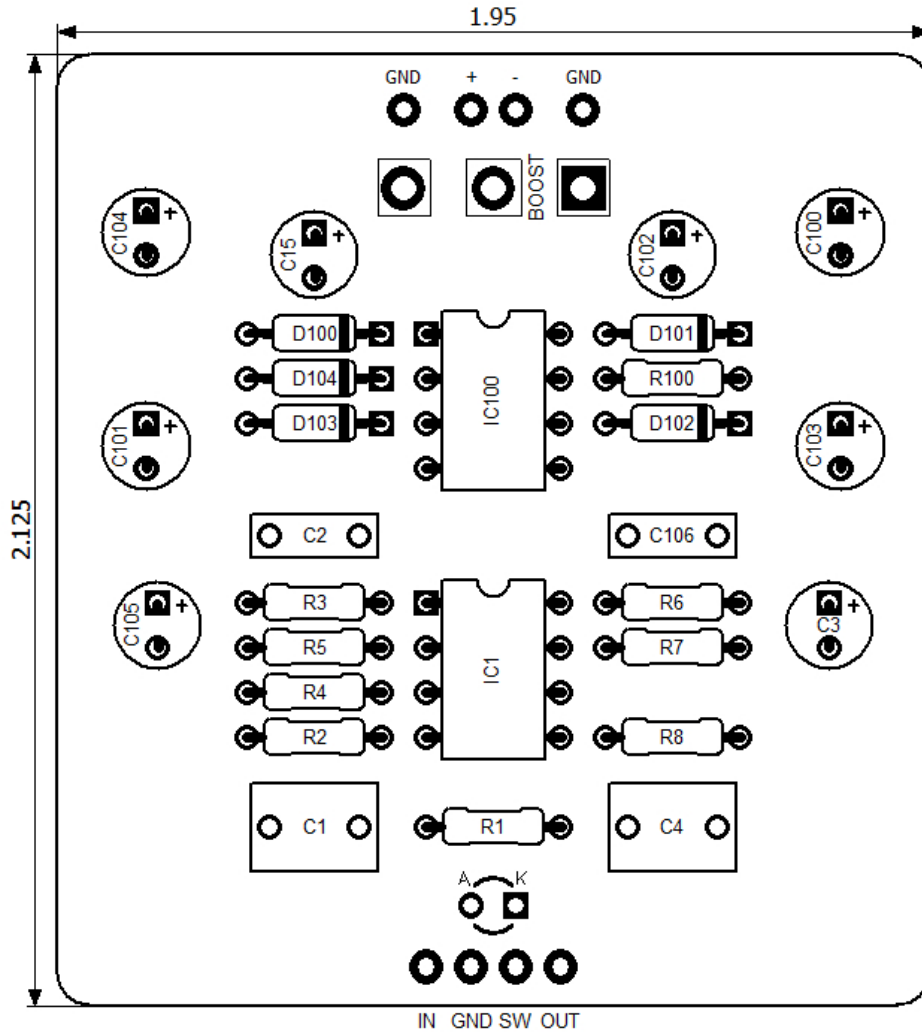 1.95
GND + - GND
BOOST
C104 + C15 + C102 + C100 +
D100 D101
D104 R100
IC100
D103 D102
C101 + C103 +
2.125
C2 C106
R3 R6
C105 + C3 +
R5 R7
IC1
R4
R2 R8
C1 R1 C4
A K
IN GND SW OUT